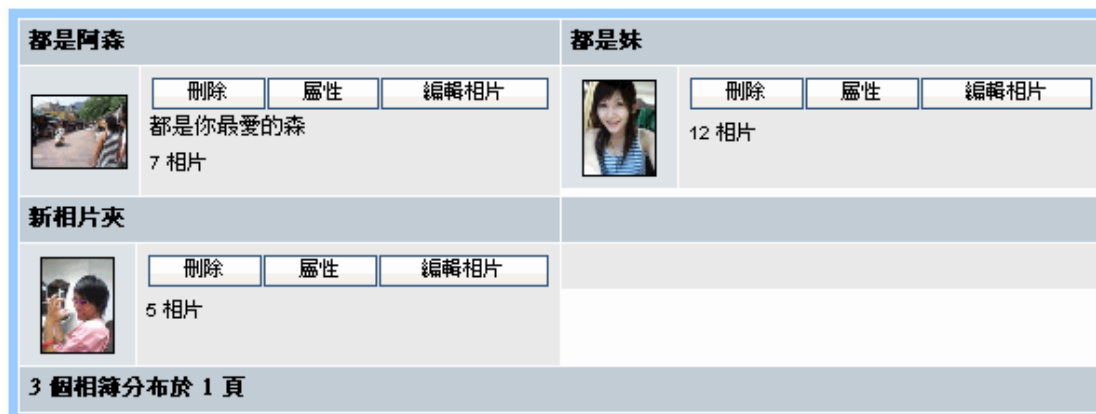 都是阿森
都是妹
刪除 屬性 編輯相片
都是你最愛的森
7 相片
刪除 屬性 編輯相片
12 相片
新相片夾
刪除 屬性 編輯相片
5 相片
3 個相簿分布於 1 頁